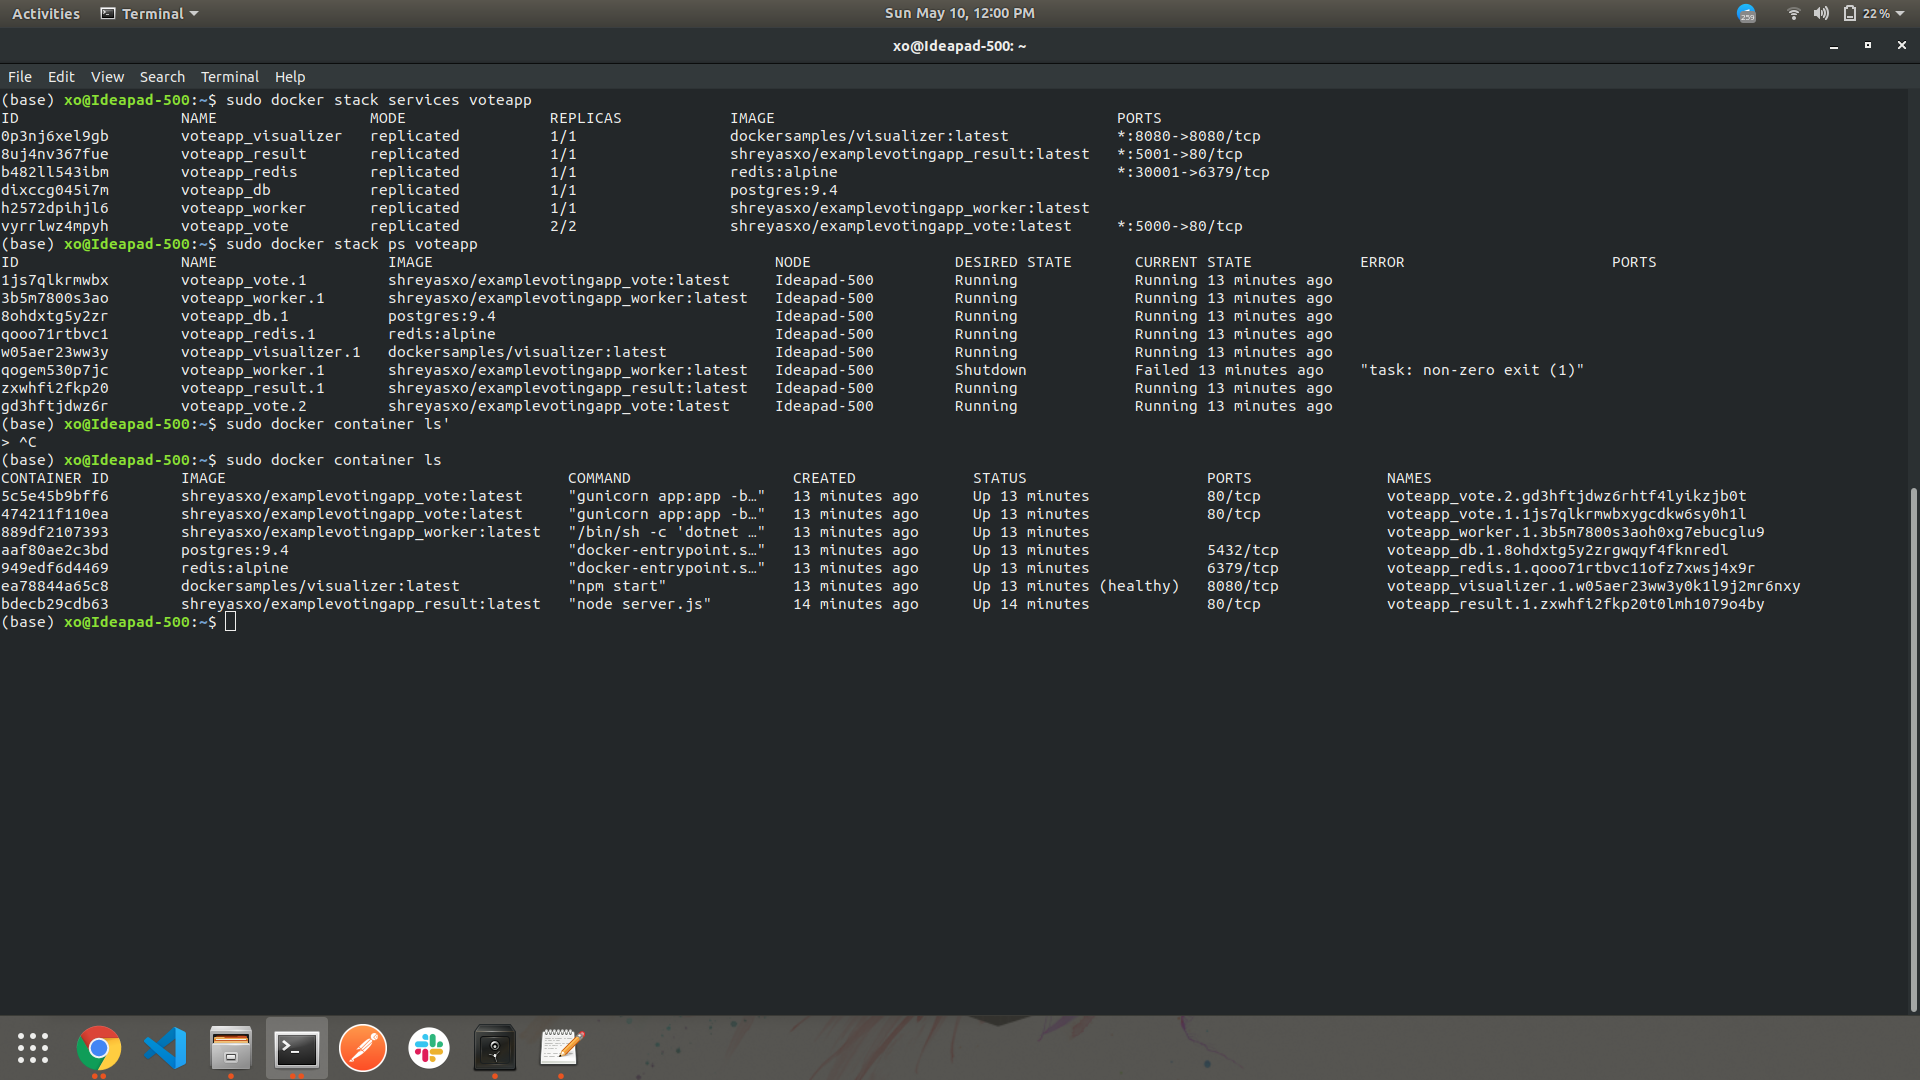 Activities Terminal Sun May 10, 12:00 PM 259 22 %
xo@Ideapad-500: ~
File Edit View Search Terminal Help
(base) xo@Ideapad-500:~$ sudo docker stack services voteapp
ID NAME MODE REPLICAS IMAGE PORTS
0p3nj6xel9gb voteapp_visualizer replicated 1/1 dockersamples/visualizer:latest *:8080->8080/tcp
8uj4nv367fue voteapp_result replicated 1/1 shreyasxo/examplevotingapp_result:latest *:5001->80/tcp
b482ll543ibm voteapp_redis replicated 1/1 redis:alpine *:30001->6379/tcp
dixccg045i7m voteapp_db replicated 1/1 postgres:9.4
h2572dpihjl6 voteapp_worker replicated 1/1 shreyasxo/examplevotingapp_worker:latest
vyrrlwz4mpyh voteapp_vote replicated 2/2 shreyasxo/examplevotingapp_vote:latest *:5000->80/tcp
(base) xo@Ideapad-500:~$ sudo docker stack ps voteapp
ID NAME IMAGE NODE DESIRED STATE CURRENT STATE ERROR PORTS
1js7qlkrmwbx voteapp_vote.1 shreyasxo/examplevotingapp_vote:latest Ideapad-500 Running Running 13 minutes ago
3b5m7800s3ao voteapp_worker.1 shreyasxo/examplevotingapp_worker:latest Ideapad-500 Running Running 13 minutes ago
8ohdxtg5y2zr voteapp_db.1 postgres:9.4 Ideapad-500 Running Running 13 minutes ago
qooo71rtbvc1 voteapp_redis.1 redis:alpine Ideapad-500 Running Running 13 minutes ago
w05aer23ww3y voteapp_visualizer.1 dockersamples/visualizer:latest Ideapad-500 Running Running 13 minutes ago
qogem530p7jc voteapp_worker.1 shreyasxo/examplevotingapp_worker:latest Ideapad-500 Shutdown Failed 13 minutes ago "task: non-zero exit (1)"
zxwhfi2fkp20 voteapp_result.1 shreyasxo/examplevotingapp_result:latest Ideapad-500 Running Running 13 minutes ago
gd3hftjdwz6r voteapp_vote.2 shreyasxo/examplevotingapp_vote:latest Ideapad-500 Running Running 13 minutes ago
(base) xo@Ideapad-500:~$ sudo docker container ls'
> ^C
(base) xo@Ideapad-500:~$ sudo docker container ls
CONTAINER ID IMAGE COMMAND CREATED STATUS PORTS NAMES
5c5e45b9bff6 shreyasxo/examplevotingapp_vote:latest "gunicorn app:app -b…" 13 minutes ago Up 13 minutes 80/tcp voteapp_vote.2.gd3hftjdwz6rhtf4lyikzjb0t
474211f110ea shreyasxo/examplevotingapp_vote:latest "gunicorn app:app -b…" 13 minutes ago Up 13 minutes 80/tcp voteapp_vote.1.1js7qlkrmwbxygcdkw6sy0h1l
889df2107393 shreyasxo/examplevotingapp_worker:latest "/bin/sh -c 'dotnet …" 13 minutes ago Up 13 minutes voteapp_worker.1.3b5m7800s3aoh0xg7ebucglu9
aaf80ae2c3bd postgres:9.4 "docker-entrypoint.s…" 13 minutes ago Up 13 minutes 5432/tcp voteapp_db.1.8ohdxtg5y2zrgwqyf4fknredl
949edf6d4469 redis:alpine "docker-entrypoint.s…" 13 minutes ago Up 13 minutes 6379/tcp voteapp_redis.1.qooo71rtbvc11ofz7xwsj4x9r
ea78844a65c8 dockersamples/visualizer:latest "npm start" 13 minutes ago Up 13 minutes (healthy) 8080/tcp voteapp_visualizer.1.w05aer23ww3y0k1l9j2mr6nxy
bdecb29cdb63 shreyasxo/examplevotingapp_result:latest "node server.js" 14 minutes ago Up 14 minutes 80/tcp voteapp_result.1.zxwhfi2fkp20t0lmh1079o4by
(base) xo@Ideapad-500:~$